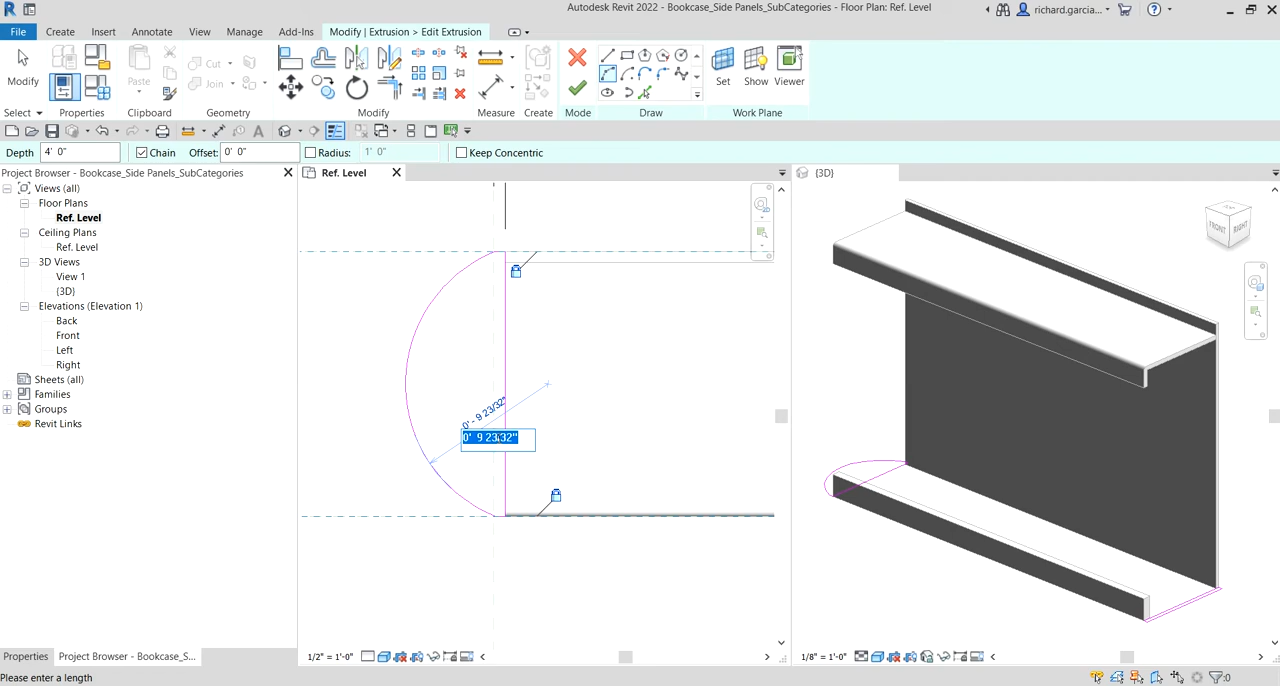 Autodesk Revit 2022 - Bookcase_Side Panels_SubCategories - Floor Plan: Ref. Level
richard.garcia...
File
Create
Insert
Annotate
View
Manage
Add-Ins
Modify | Extrusion > Edit Extrusion
Modify
Paste
Cut
Join
Set
Show
Viewer
Select
Properties
Clipboard
Geometry
Modify
Measure
Create
Mode
Draw
Work Plane
Depth
4' 0"
Chain
Offset:
0' 0"
Radius:
1' 0"
Keep Concentric
Project Browser - Bookcase_Side Panels_SubCategories
Views (all)
Floor Plans
Ref. Level
Ceiling Plans
Ref. Level
3D Views
View 1
{3D}
Elevations (Elevation 1)
Back
Front
Left
Right
Sheets (all)
Families
Groups
Revit Links
Properties
Project Browser - Bookcase_S...
Ref. Level
0' - 9 23/32"
0' 9 23/32"
1/2" = 1'-0"
{3D}
TOP
FRONT
RIGHT
1/8" = 1'-0"
Please enter a length
:0